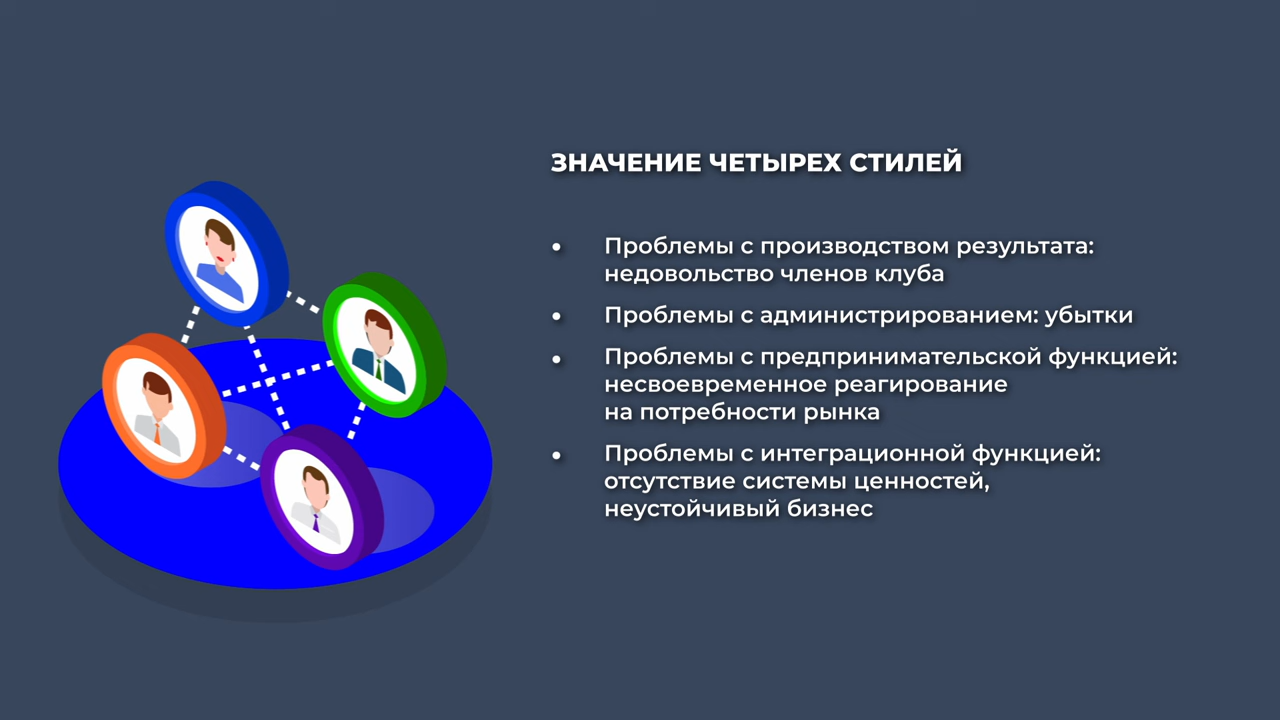 ЗНАЧЕНИЕ ЧЕТЫРЕХ СТИЛЕЙ
• Проблемы с производством результата:
недовольство членов клуба
• Проблемы с администрированием: убытки
• Проблемы с предпринимательской функцией:
несвоевременное реагирование
на потребности рынка
• Проблемы с интеграционной функцией:
отсутствие системы ценностей,
неустойчивый бизнес